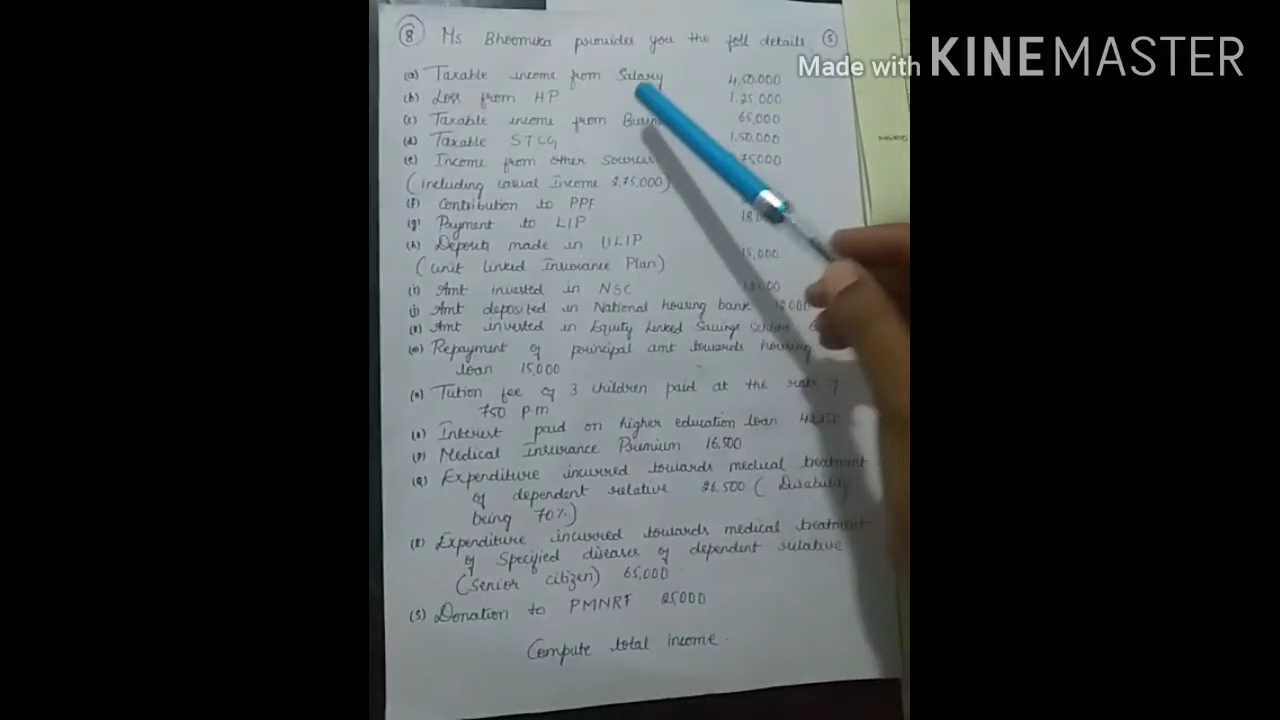 8 Ms Bhoomika provides you the foll details. 5
Made with KINEMASTER
(a) Taxable income from Salary 4,50,000
(b) Loss from HP 1,25,000
(c) Taxable income from 65,000
(d) Taxable STCG 1,50,000
(e) Income from other sources 75000
(including casual Income 2,75,000)
(f) Contribution to PPF
(g) Payment to LIP
(h) Deposits made in ULIP
(unit linked Insurance Plan)
(i) Amt invested in NSC
(j) Amt deposited in National housing bank
(k) Amt invested in Equity Linked Savings
(m) Repayment of principal amt towards housing
loan 15,000
Tution fee of 3 children paid at the
750 p.m
(o) Interest paid on higher education loan
(p) Medical Insurance Premium 16,500
(Q) Expenditure incurred towards medical treatment
of dependent relative 26,500 (Disability
being 70%)
(R) Expenditure incurred towards medical treatment
of Specified diseases of dependent relative
(senior citizen) 65,000
(S) Donation to PMNRF 25000
Compute total income.